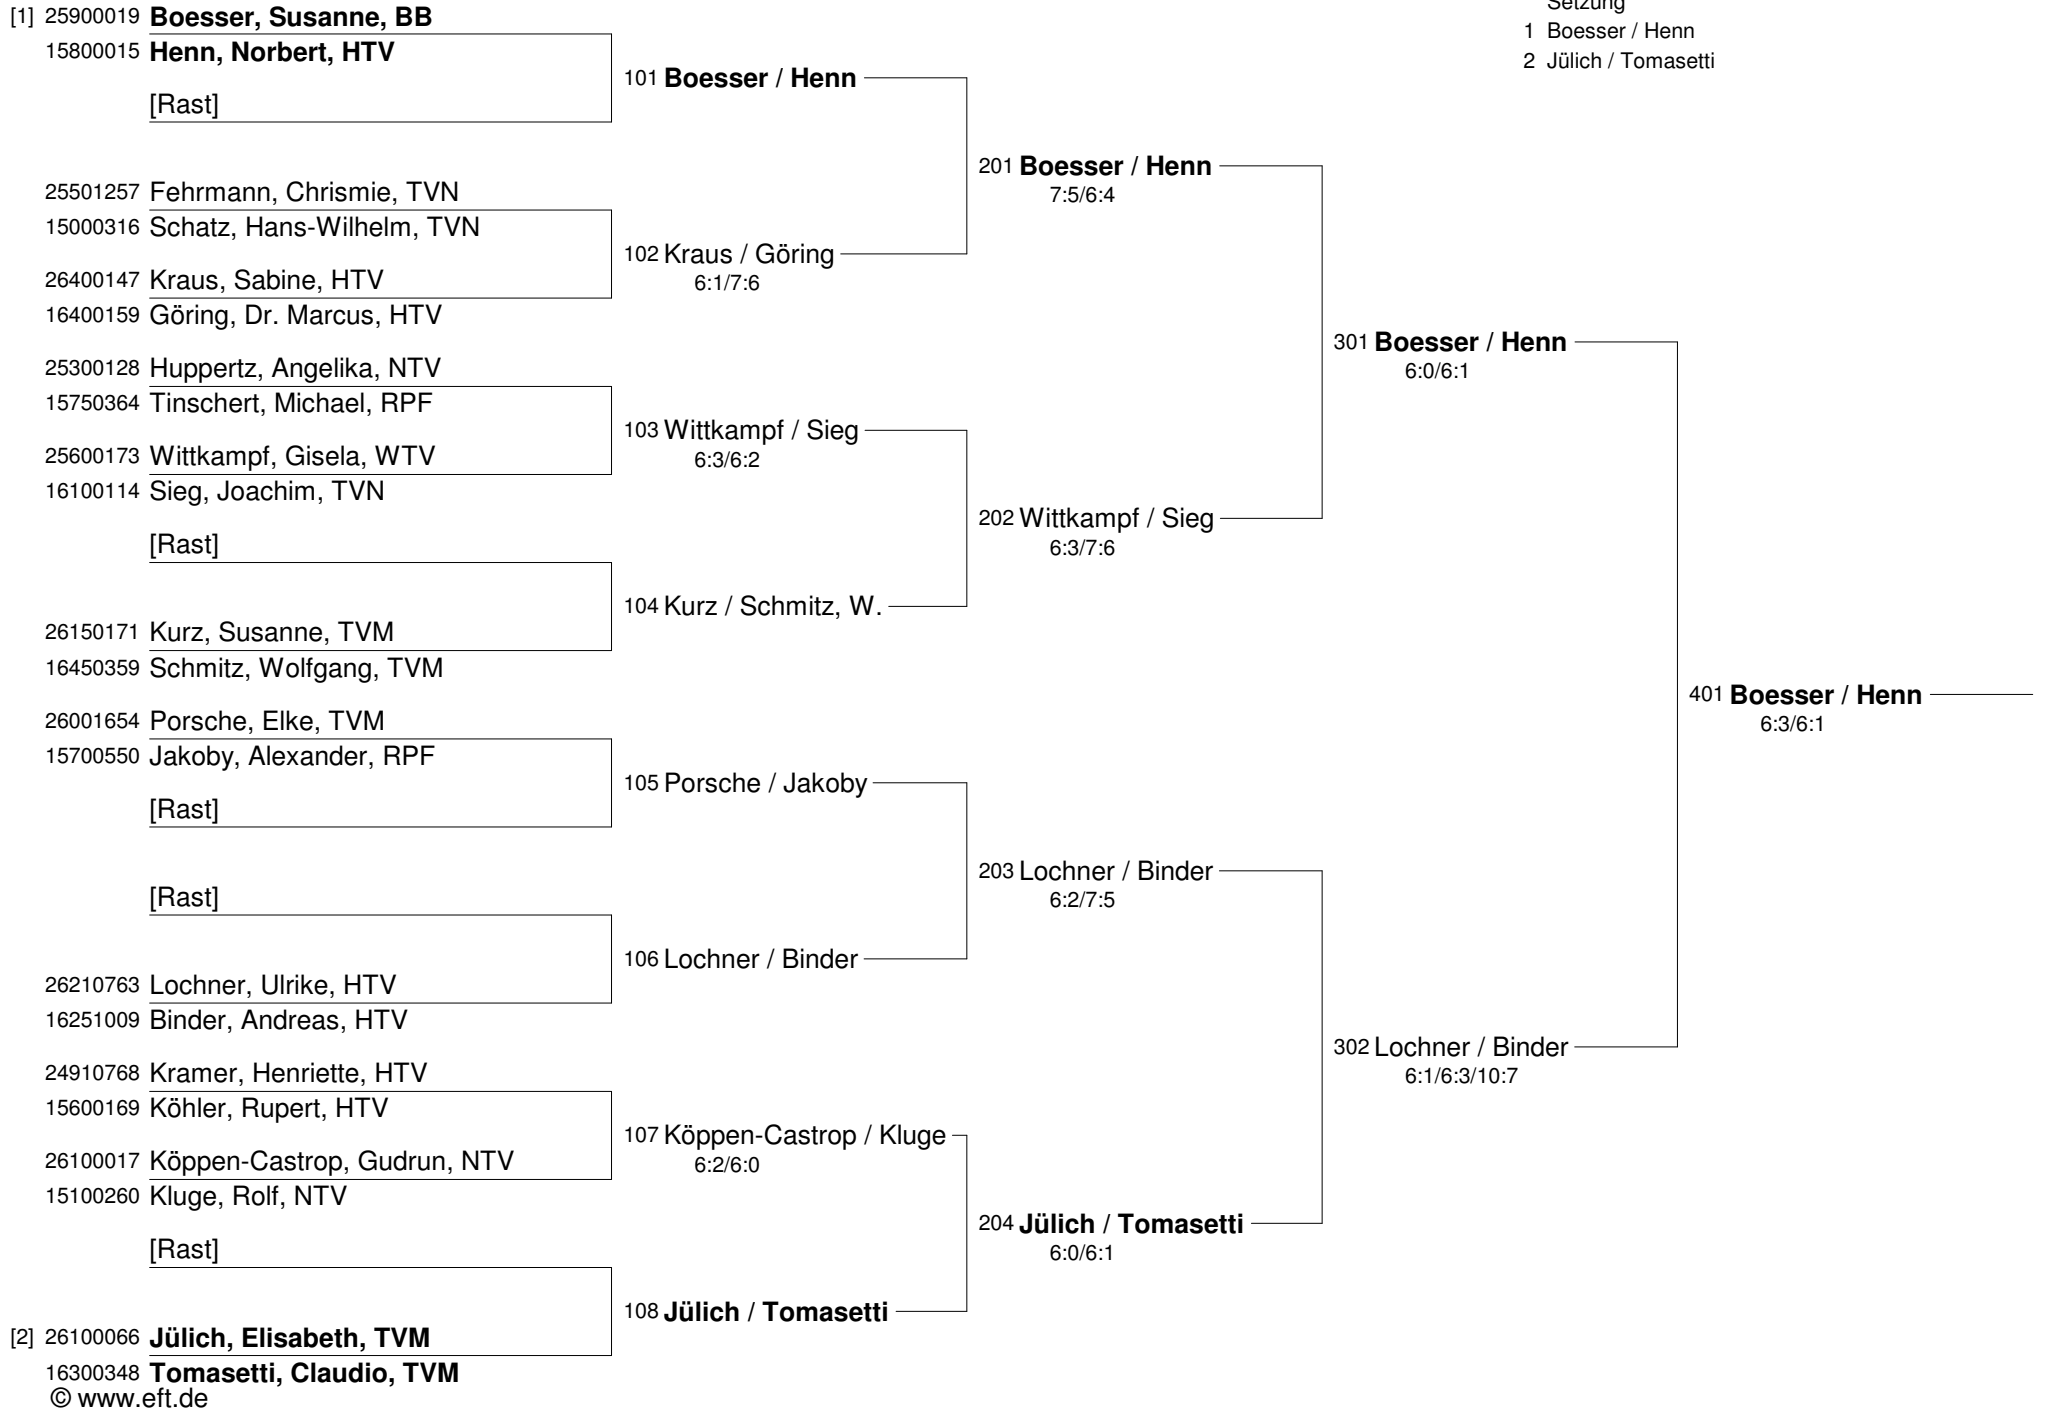 [1] 25900019 Boesser, Susanne, BB
15800015 Henn, Norbert, HTV
[Rast]
25501257 Fehrmann, Chrismie, TVN
15000316 Schatz, Hans-Wilhelm, TVN
26400147 Kraus, Sabine, HTV
16400159 Göring, Dr. Marcus, HTV
25300128 Huppertz, Angelika, NTV
15750364 Tinschert, Michael, RPF
25600173 Wittkampf, Gisela, WTV
16100114 Sieg, Joachim, TVN
[Rast]
26150171 Kurz, Susanne, TVM
16450359 Schmitz, Wolfgang, TVM
26001654 Porsche, Elke, TVM
15700550 Jakoby, Alexander, RPF
[Rast]
[Rast]
26210763 Lochner, Ulrike, HTV
16251009 Binder, Andreas, HTV
24910768 Kramer, Henriette, HTV
15600169 Köhler, Rupert, HTV
26100017 Köppen-Castrop, Gudrun, NTV
15100260 Kluge, Rolf, NTV
[Rast]
[2] 26100066 Jülich, Elisabeth, TVM
16300348 Tomasetti, Claudio, TVM
© www.eft.de
101 Boesser / Henn
102 Kraus / Göring
6:1/7:6
103 Wittkampf / Sieg
6:3/6:2
104 Kurz / Schmitz, W.
105 Porsche / Jakoby
106 Lochner / Binder
107 Köppen-Castrop / Kluge
6:2/6:0
108 Jülich / Tomasetti
201 Boesser / Henn
7:5/6:4
202 Wittkampf / Sieg
6:3/7:6
203 Lochner / Binder
6:2/7:5
204 Jülich / Tomasetti
6:0/6:1
301 Boesser / Henn
6:0/6:1
302 Lochner / Binder
6:1/6:3/10:7
401 Boesser / Henn
6:3/6:1
Setzung
1 Boesser / Henn
2 Jülich / Tomasetti